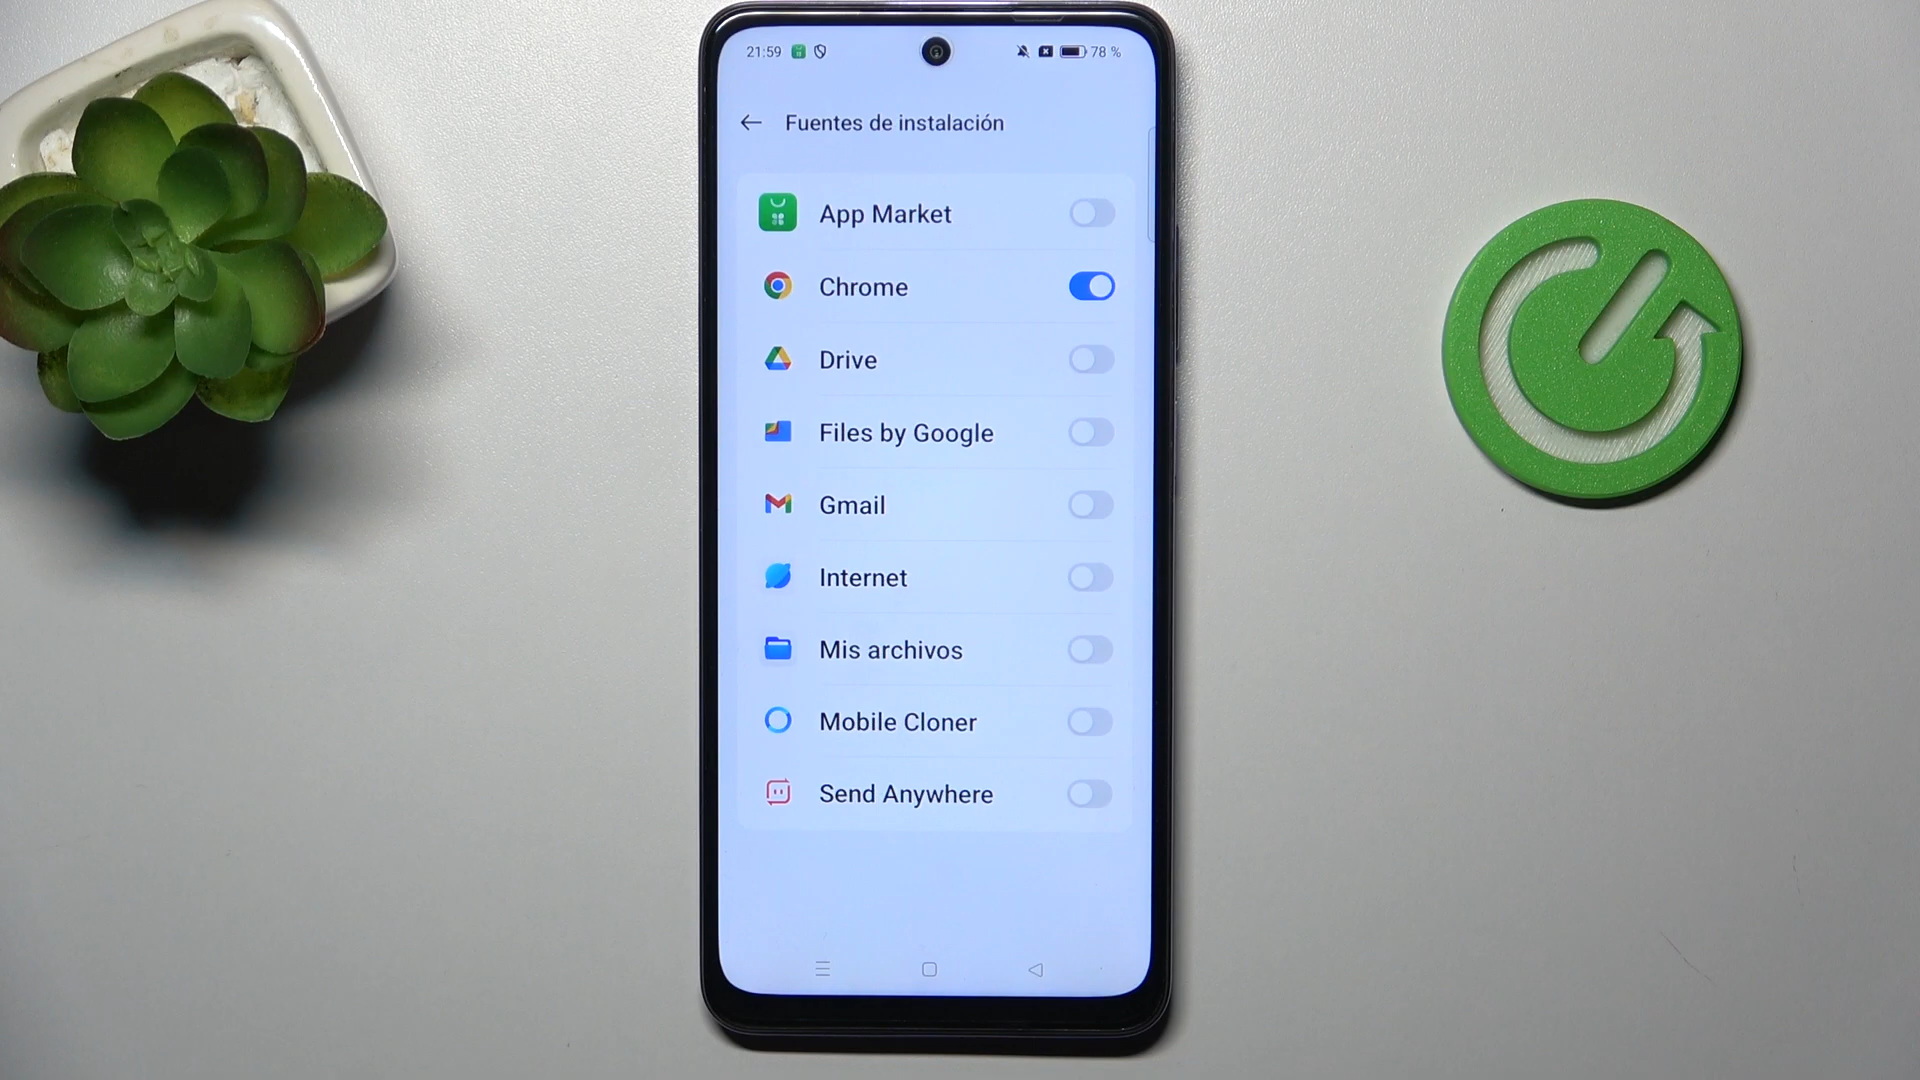 21:59 78 %
Fuentes de instalación
App Market
Chrome
Drive
Files by Google
Gmail
Internet
Mis archivos
Mobile Cloner
Send Anywhere